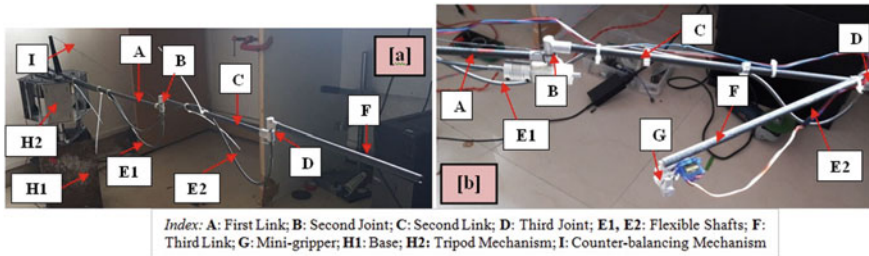 I
A
B
[a]
C
F
H2
H1
E1
E2
D
C
D
A
E1
B
F
G
E2
[b]
Index: A: First Link; B: Second Joint; C: Second Link; D: Third Joint; E1, E2: Flexible Shafts; F:
Third Link; G: Mini-gripper; H1: Base; H2: Tripod Mechanism; I: Counter-balancing Mechanism